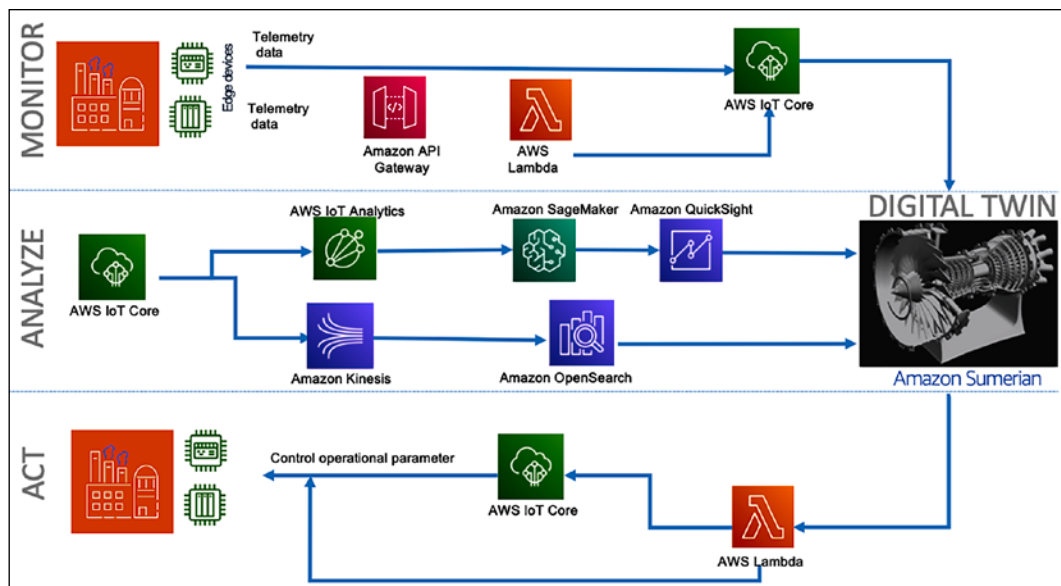 MONITOR
Edge devices
Telemetry
data
Telemetry
data
Amazon API
Gateway
AWS
Lambda
AWS IoT Core
ANALYZE
AWS IoT Core
AWS IoT Analytics
Amazon SageMaker
Amazon QuickSight
Amazon Kinesis
Amazon OpenSearch
DIGITAL TWIN
Amazon Sumerian
ACT
Control operational parameter
AWS IoT Core
AWS Lambda